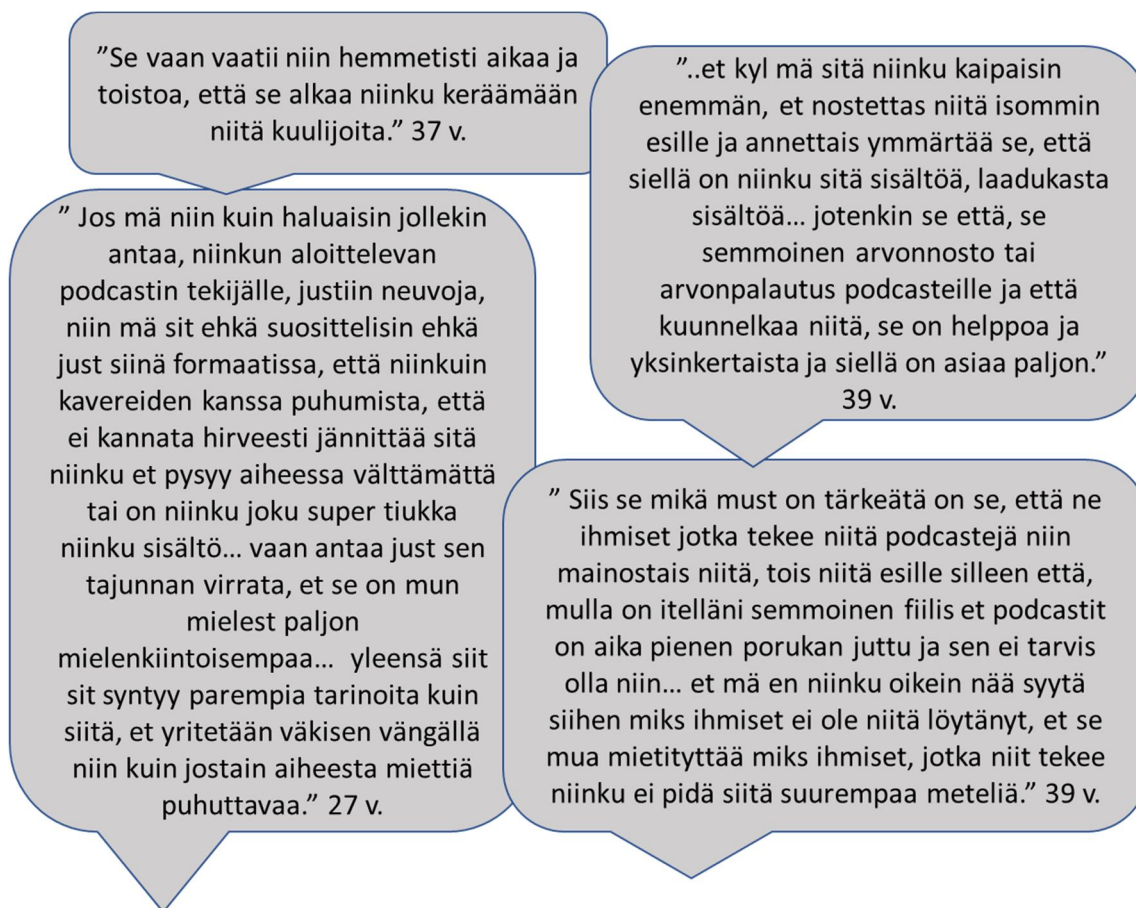 ”Se vaan vaatii niin hemmetisti aikaa ja
toistoa, että se alkaa niinku keräämään
niitä kuulijoita.” 37 v.
”..et kyl mä sitä niinku kaipaisin
enemmän, et nostettas niitä isommin
esille ja annettais ymmärtää se, että
siellä on niinku sitä sisältöä, laadukasta
sisältöä... jotenkin se että, se
semmoinen arvonnosto tai
arvonpalautus podcasteille ja että
kuunnelkaa niitä, se on helppoa ja
yksinkertaista ja siellä on asiaa paljon.”
39 v.
” Jos mä niin kuin haluaisin jollekin
antaa, niinkun aloittelevan
podcastin tekijälle, justiin neuvoja,
niin mä sit ehkä suosittelisin ehkä
just siinä formaatissa, että niinkuin
kavereiden kanssa puhumista, että
ei kannata hirveesti jännittää sitä
niinku et pysyy aiheessa välttämättä
tai on niinku joku super tiukka
niinku sisältö... vaan antaa just sen
tajunnan virrata, et se on mun
mielest paljon
mielenkiintoisempaa... yleensä siit
sit syntyy parempia tarinoita kuin
siitä, et yritetään väkisen vängällä
niin kuin jostain aiheesta miettiä
puhuttavaa.” 27 v.
” Siis se mikä must on tärkeätä on se, että ne
ihmiset jotka tekee niitä podcastejä niin
mainostais niitä, tois niitä esille silleen että,
mulla on itelläni semmoinen fiilis et podcastit
on aika pienen porukan juttu ja sen ei tarvis
olla niin... et mä en niinku oikein nää syytä
siihen miks ihmiset ei ole niitä löytänyt, et se
mua mietityttää miks ihmiset, jotka niit tekee
niinku ei pidä siitä suurempaa meteliä.” 39 v.